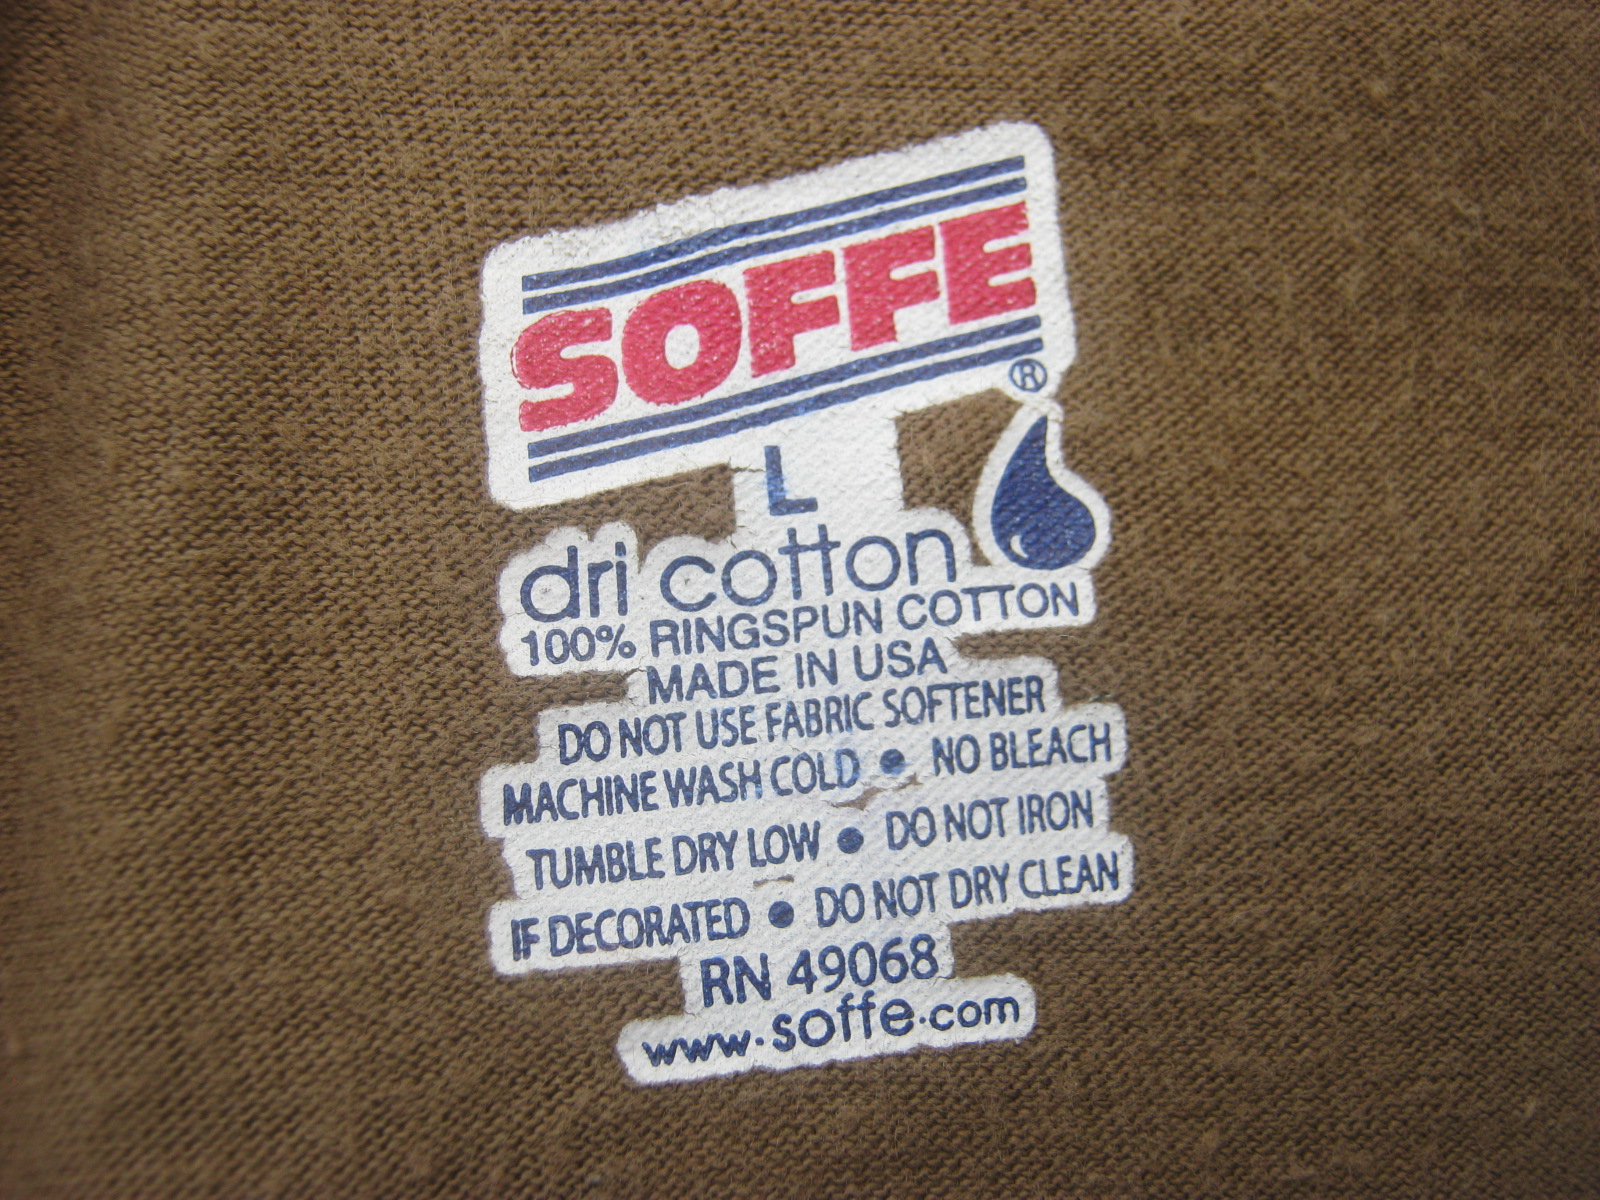 SOFFE
®
L
dri cotton
100% RINGSPUN COTTON
MADE IN USA
DO NOT USE FABRIC SOFTENER
MACHINE WASH COLD • NO BLEACH
TUMBLE DRY LOW • DO NOT IRON
IF DECORATED • DO NOT DRY CLEAN
RN 49068
www.soffe.com